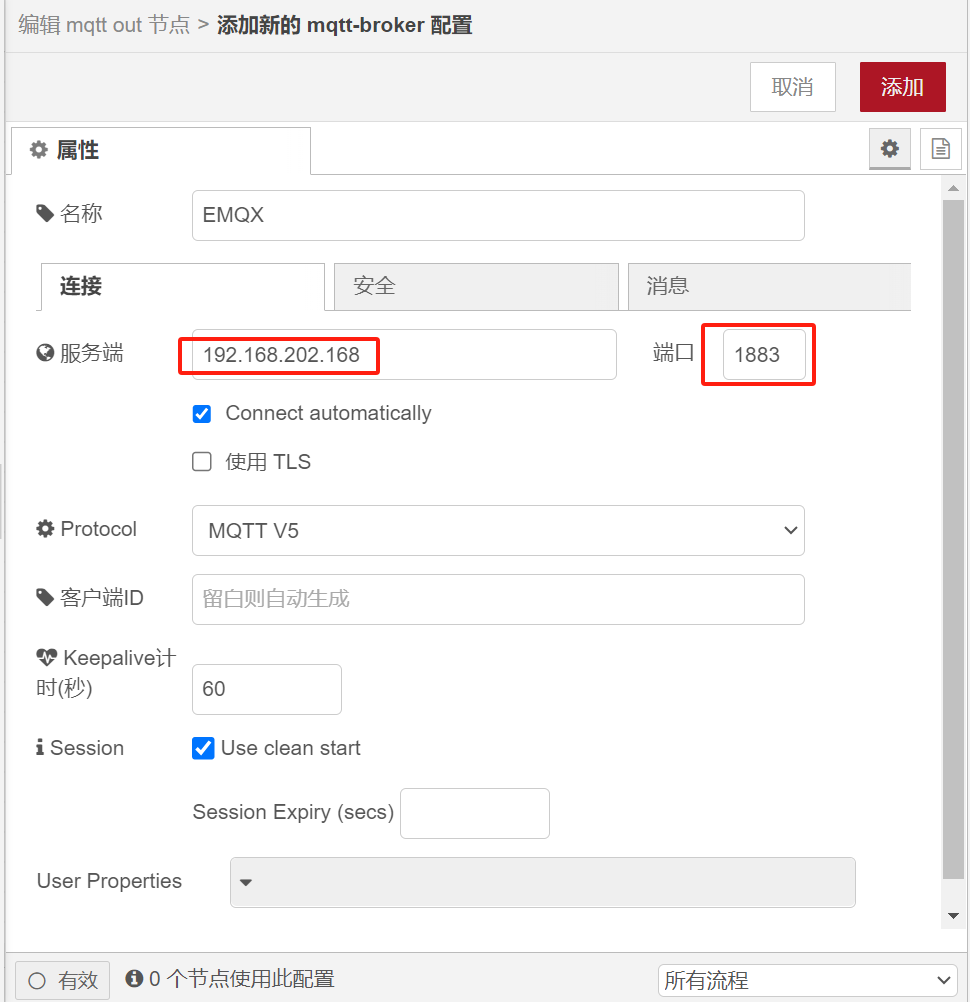 编辑 mqtt out 节点 > 添加新的 mqtt-broker 配置
取消 添加
属性
名称 EMQX
连接 安全 消息
服务端 192.168.202.168 端口 1883
Connect automatically
使用 TLS
Protocol MQTT V5
客户端ID 留白则自动生成
Keepalive计
时(秒) 60
Session Use clean start
Session Expiry (secs)
User Properties
有效 0 个节点使用此配置 所有流程